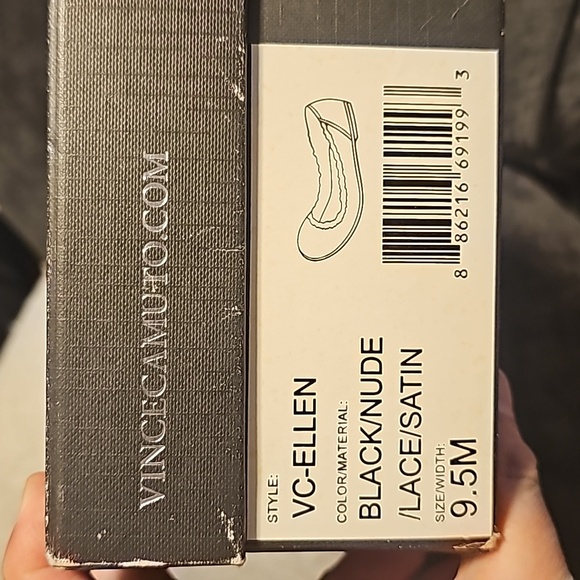 VINCECAMUTO.COM
STYLE:
VC-ELLEN
COLOR/MATERIAL:
BLACK/NUDE
/LACE/SATIN
SIZE/WIDTH:
9.5M
8 86216 69199 3